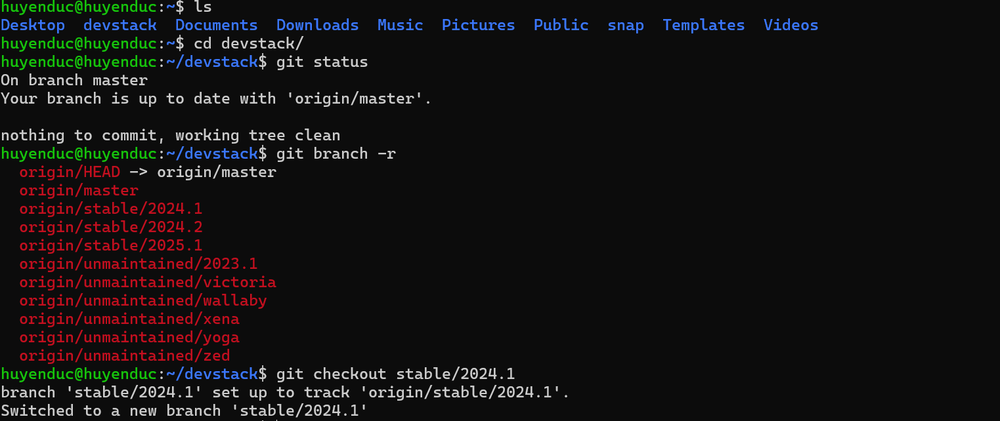 huyenduc@huyenduc:~$ ls
Desktop  devstack  Documents  Downloads  Music  Pictures  Public  snap  Templates  Videos
huyenduc@huyenduc:~$ cd devstack/
huyenduc@huyenduc:~/devstack$ git status
On branch master
Your branch is up to date with 'origin/master'.

nothing to commit, working tree clean
huyenduc@huyenduc:~/devstack$ git branch -r
  origin/HEAD -> origin/master
  origin/master
  origin/stable/2024.1
  origin/stable/2024.2
  origin/stable/2025.1
  origin/unmaintained/2023.1
  origin/unmaintained/victoria
  origin/unmaintained/wallaby
  origin/unmaintained/xena
  origin/unmaintained/yoga
  origin/unmaintained/zed
huyenduc@huyenduc:~/devstack$ git checkout stable/2024.1
branch 'stable/2024.1' set up to track 'origin/stable/2024.1'.
Switched to a new branch 'stable/2024.1'